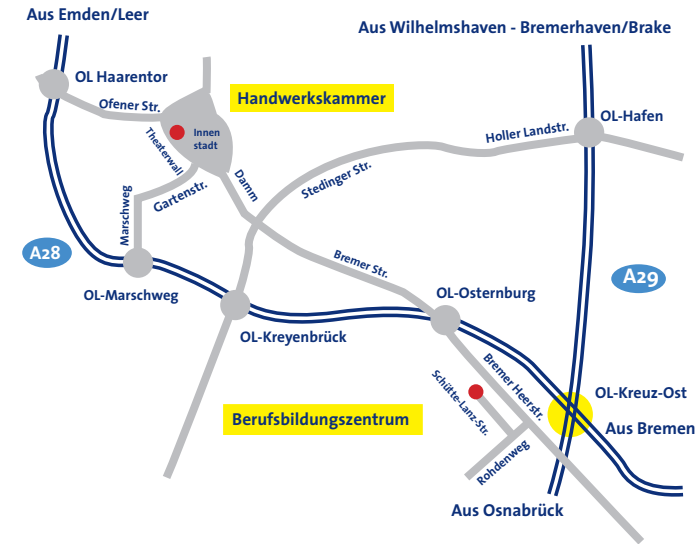 Aus Emden/Leer
Aus Wilhelmshaven - Bremerhaven/Brake
OL Haarentor
Handwerkskammer
Ofener Str.
OL-Hafen
Innen
stadt
Holler Landstr.
Theaterwall
Stedinger Str.
Damm
Gartenstr.
Marschweg
A28
Bremer Str.
A29
OL-Marschweg
OL-Osternburg
OL-Kreyenbrück
Bremer Heerstr.
Schütte-Lanz-Str.
OL-Kreuz-Ost
Berufsbildungszentrum
Aus Bremen
Rohdenweg
Aus Osnabrück